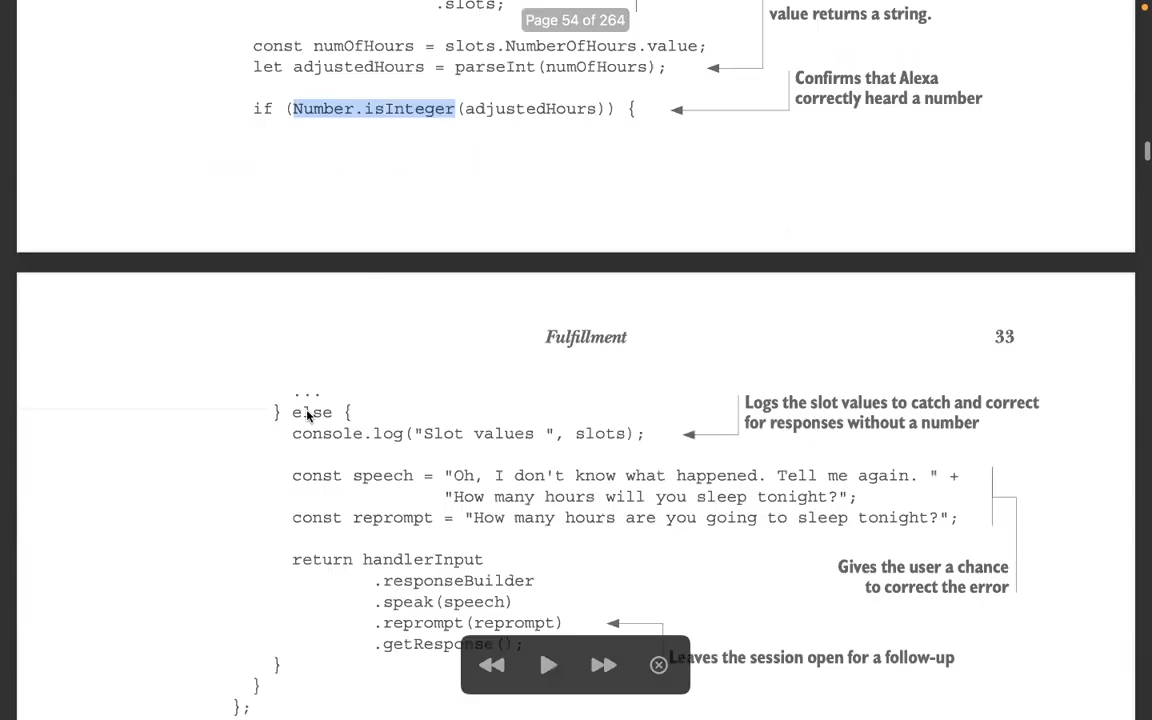 .slots;
Page 54 of 264
value returns a string.
const numOfHours = slots.NumberOfHours.value;
let adjustedHours = parseInt(numOfHours);
Confirms that Alexa
correctly heard a number
if (Number.isInteger(adjustedHours)) {
Fulfillment
33
...
} else {
Logs the slot values to catch and correct
for responses without a number
console.log("Slot values ", slots);
const speech = "Oh, I don't know what happened. Tell me again. " +
"How many hours will you sleep tonight?";
const reprompt = "How many hours are you going to sleep tonight?";
return handlerInput
Gives the user a chance
to correct the error
.responseBuilder
.speak(speech)
.reprompt(reprompt)
.getResponse();
Leaves the session open for a follow-up
}
}
};